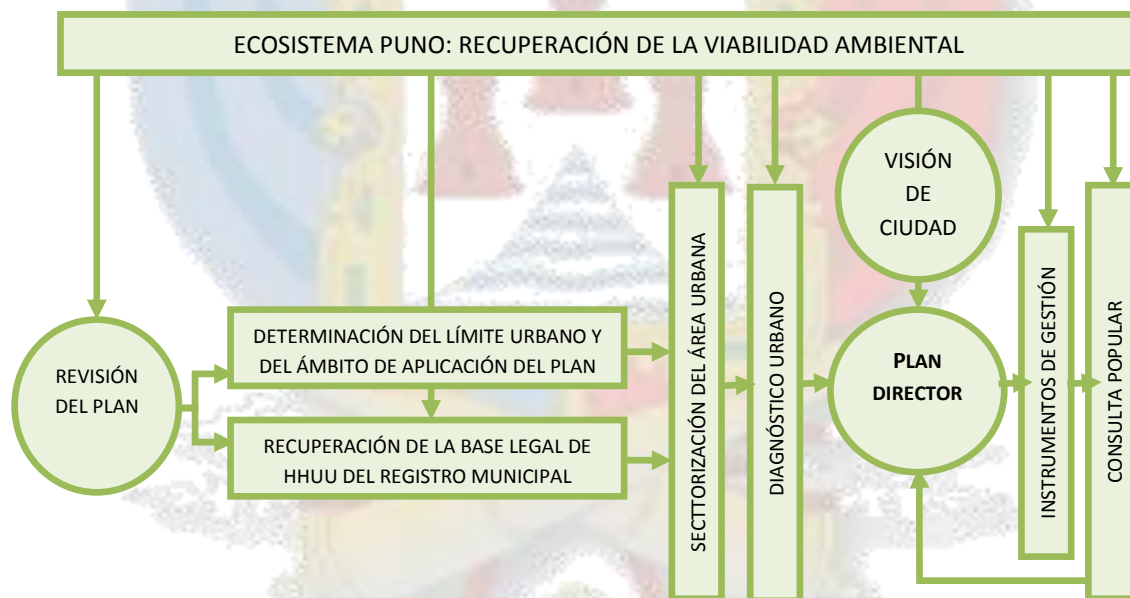 ECOSISTEMA PUNO: RECUPERACIÓN DE LA VIABILIDAD AMBIENTAL
REVISIÓN
DEL PLAN
DETERMINACIÓN DEL LÍMITE URBANO Y
DEL ÁMBITO DE APLICACIÓN DEL PLAN
RECUPERACIÓN DE LA BASE LEGAL DE
HHUU DEL REGISTRO MUNICIPAL
SECTTORIZACIÓN DEL ÁREA URBANA
DIAGNÓSTICO URBANO
VISIÓN
DE
CIUDAD
PLAN
DIRECTOR
INSTRUMENTOS DE GESTIÓN
CONSULTA POPULAR